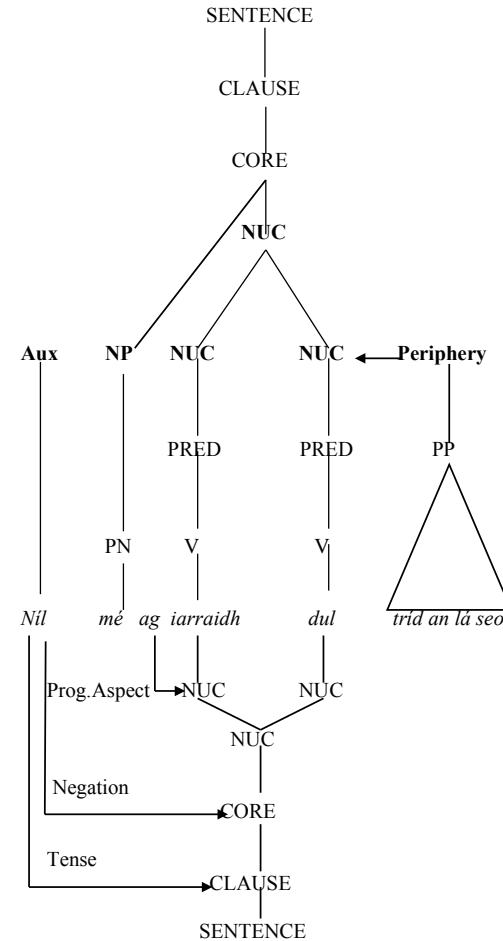 SENTENCE
CLAUSE
CORE
NUC
Aux NP NUC NUC Periphery
PRED PRED PP
PN V V
Níl mé ag iarraidh dul tríd an lá seo
Prog.Aspect NUC NUC
NUC
Negation
CORE
Tense
CLAUSE
SENTENCE